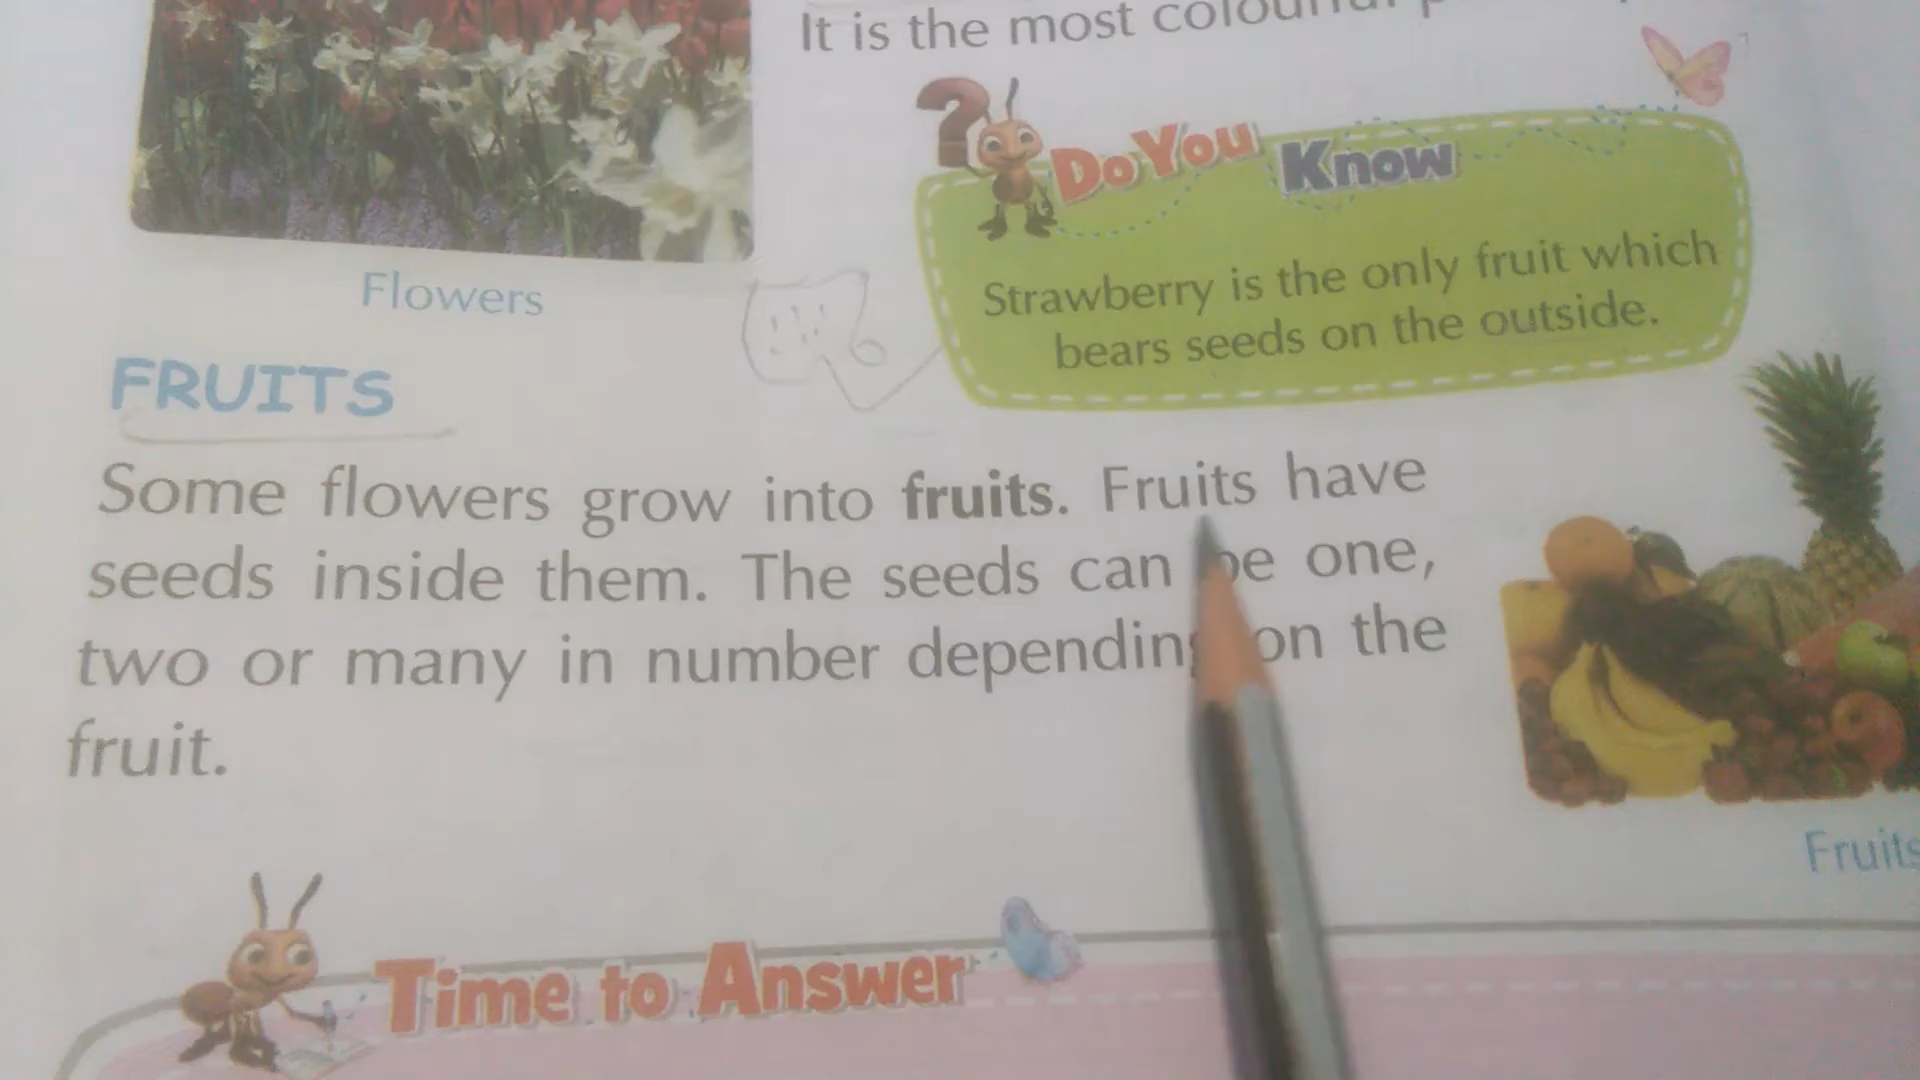 It is the most colourful
Do You Know
Strawberry is the only fruit which
bears seeds on the outside.
Flowers
FRUITS
Some flowers grow into fruits. Fruits have
seeds inside them. The seeds can be one,
two or many in number depending on the
fruit.
Fruits
Time to Answer